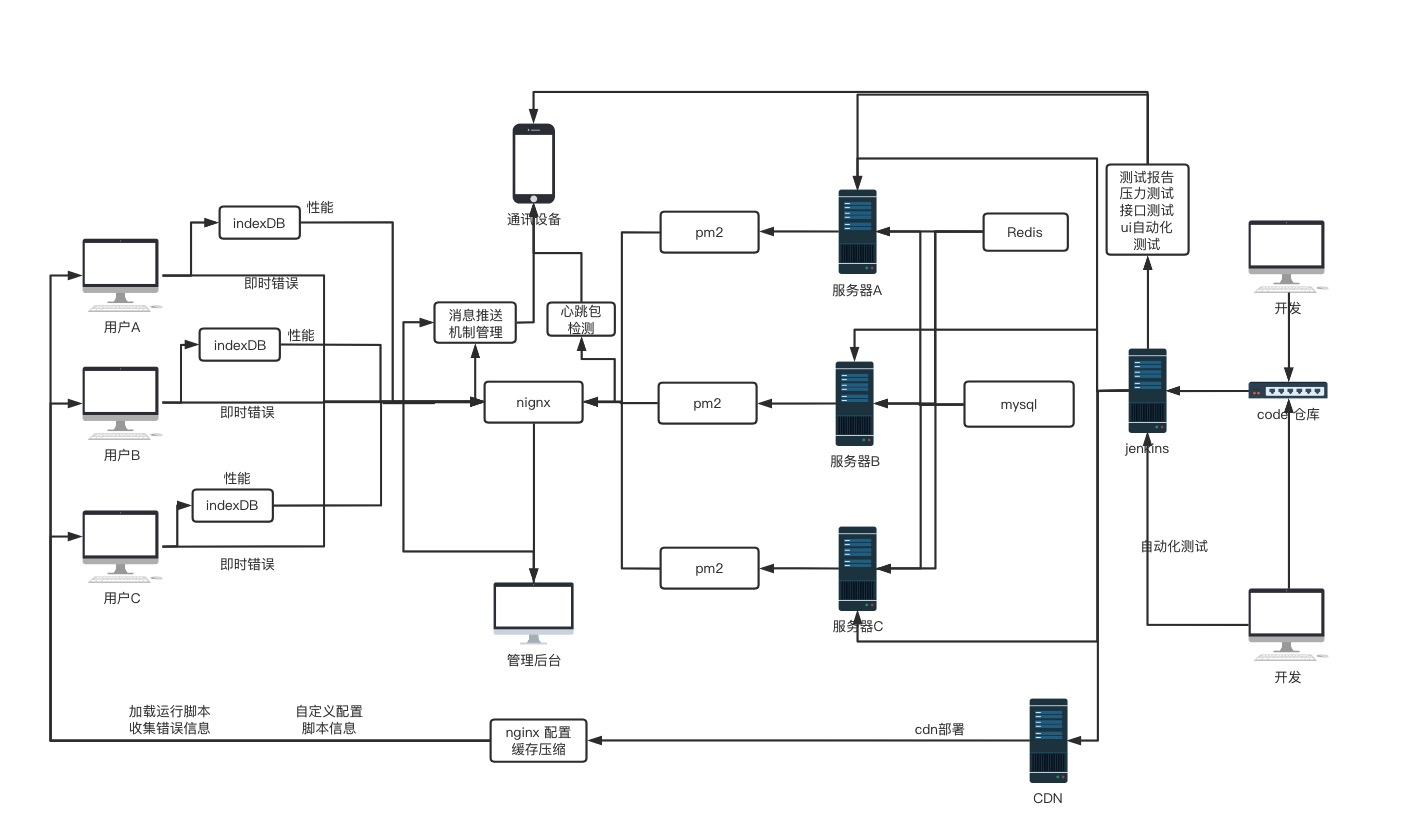 测试报告
压力测试
接口测试
ui自动化
测试
indexDB
性能
通讯设备
pm2
Redis
即时错误
服务器A
开发
用户A
消息推送
机制管理
心跳包
检测
indexDB
性能
nignx
pm2
mysql
即时错误
code 仓库
用户B
服务器B
jenkins
性能
indexDB
自动化测试
即时错误
pm2
用户C
服务器C
管理后台
开发
加载运行脚本
收集错误信息
自定义配置
脚本信息
nginx 配置
缓存压缩
cdn部署
CDN